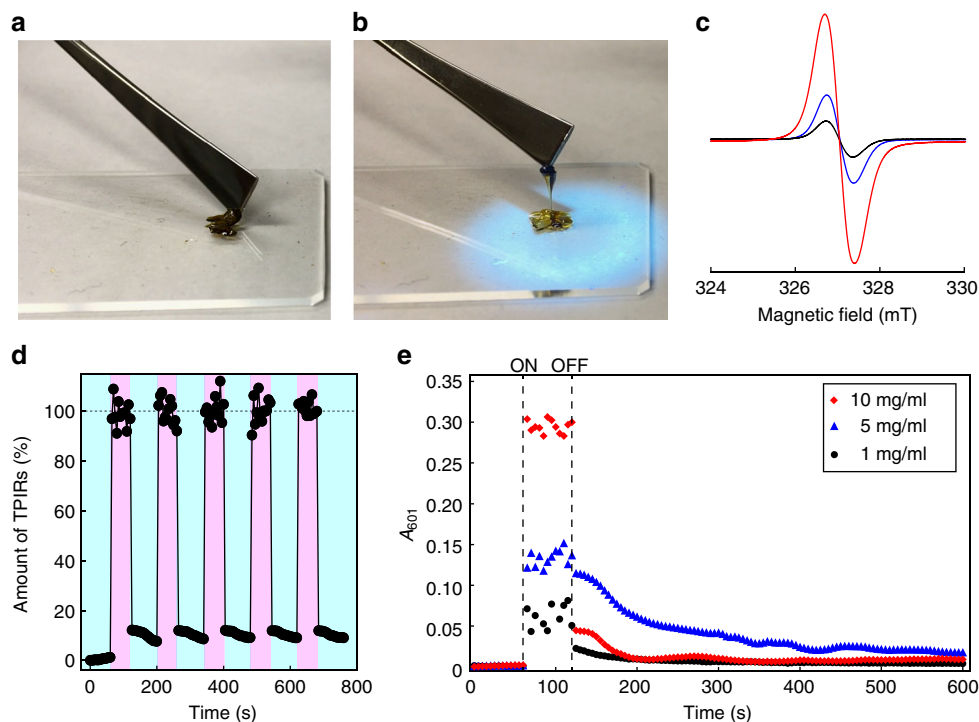 a
b
c
324 326 328 330
Magnetic field (mT)
d
Amount of TPIRs (%)
100
80
60
40
20
0
0 200 400 600 800
Time (s)
e
ON OFF
A601
0.35
0.30
0.25
0.20
0.15
0.10
0.05
0
10 mg/ml
5 mg/ml
1 mg/ml
0 100 200 300 400 500 600
Time (s)